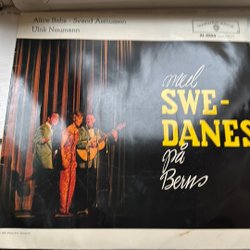 Alice Babs - Svend Asmussen
Ulrik Neumann
med
SWE-
DANES
på
Berns